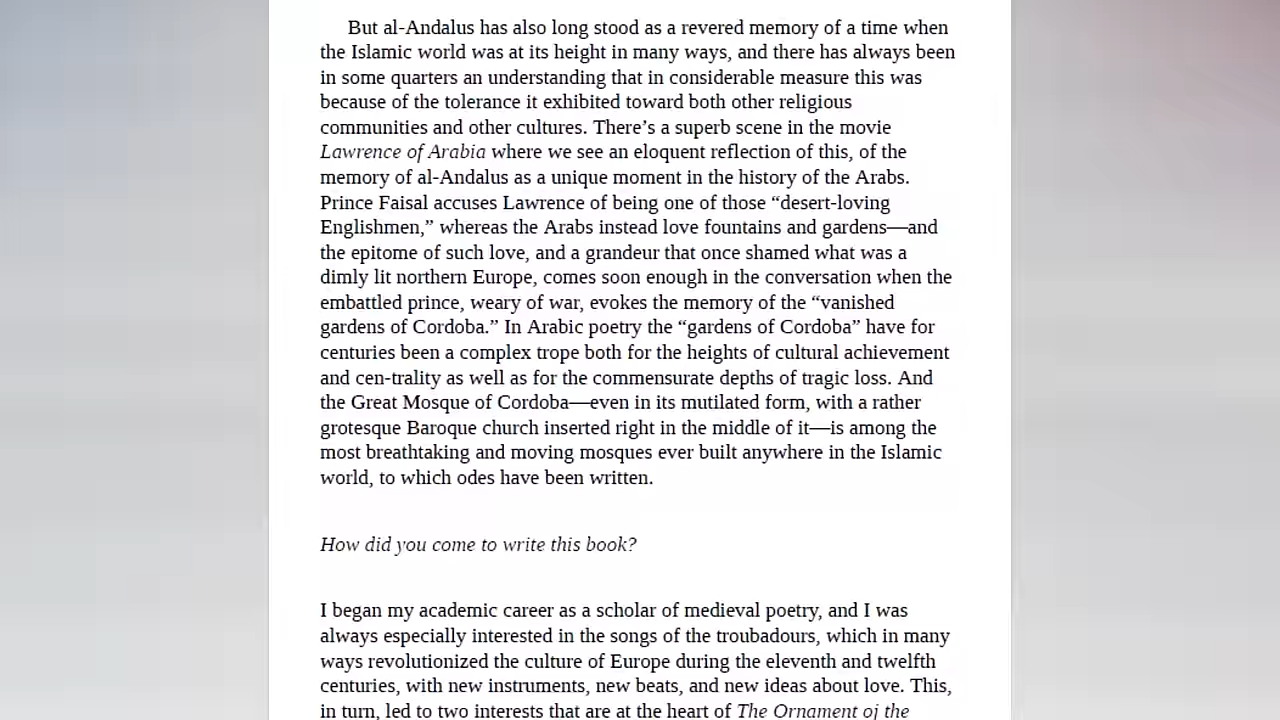 But al-Andalus has also long stood as a revered memory of a time when
the Islamic world was at its height in many ways, and there has always been
in some quarters an understanding that in considerable measure this was
because of the tolerance it exhibited toward both other religious
communities and other cultures. There’s a superb scene in the movie
Lawrence of Arabia where we see an eloquent reflection of this, of the
memory of al-Andalus as a unique moment in the history of the Arabs.
Prince Faisal accuses Lawrence of being one of those “desert-loving
Englishmen,” whereas the Arabs instead love fountains and gardens—and
the epitome of such love, and a grandeur that once shamed what was a
dimly lit northern Europe, comes soon enough in the conversation when the
embattled prince, weary of war, evokes the memory of the “vanished
gardens of Cordoba.” In Arabic poetry the “gardens of Cordoba” have for
centuries been a complex trope both for the heights of cultural achievement
and cen-trality as well as for the commensurate depths of tragic loss. And
the Great Mosque of Cordoba—even in its mutilated form, with a rather
grotesque Baroque church inserted right in the middle of it—is among the
most breathtaking and moving mosques ever built anywhere in the Islamic
world, to which odes have been written.
How did you come to write this book?
I began my academic career as a scholar of medieval poetry, and I was
always especially interested in the songs of the troubadours, which in many
ways revolutionized the culture of Europe during the eleventh and twelfth
centuries, with new instruments, new beats, and new ideas about love. This,
in turn, led to two interests that are at the heart of The Ornament of the